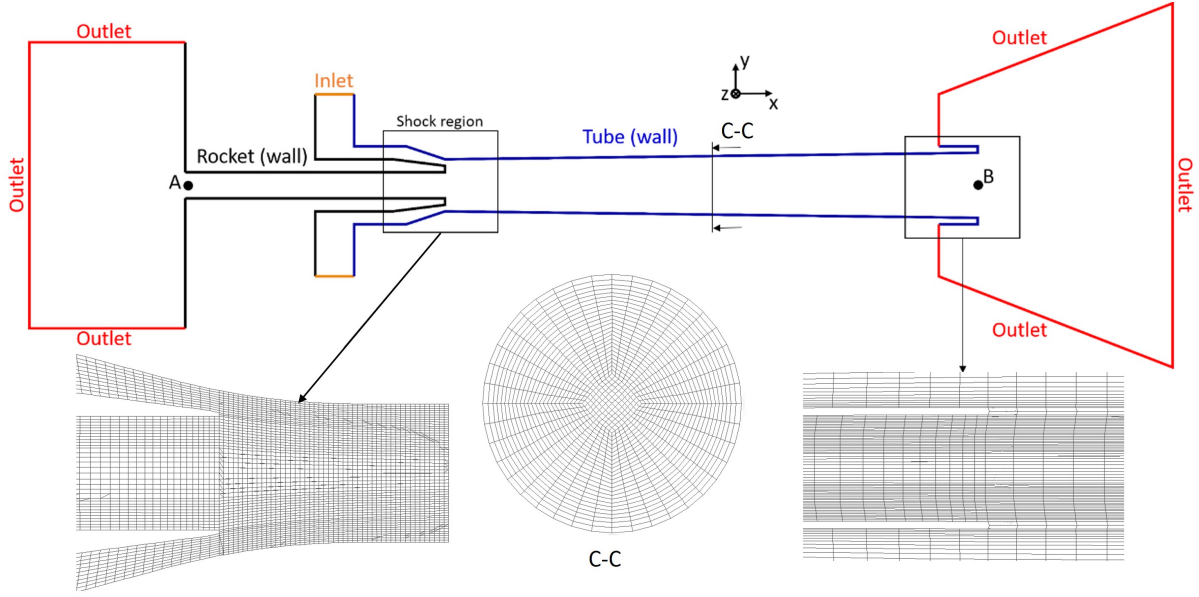 Outlet
Outlet
Inlet
y
z
x
Shock region
Tube (wall)
C-C
Rocket (wall)
A
B
Outlet
Outlet
Outlet
Outlet
C-C